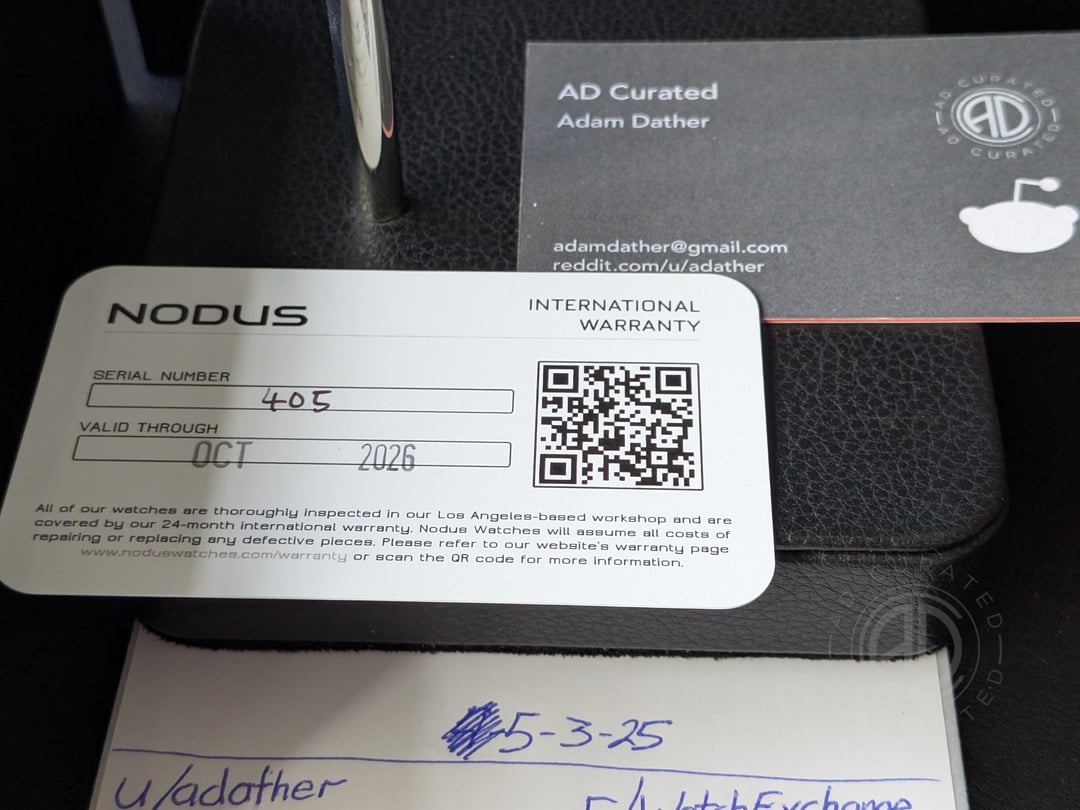 AD Curated
Adam Dather
AD CURATED
AD
AD CURATED
adamdather@gmail.com
reddit.com/u/adather
NODUS
INTERNATIONAL
WARRANTY
SERIAL NUMBER
405
VALID THROUGH
OCT 2026
All of our watches are thoroughly inspected in our Los Angeles-based workshop and are
covered by our 24-month international warranty. Nodus Watches will assume all costs of
repairing or replacing any defective pieces. Please refer to our website's warranty page
www.noduswatches.com/warranty or scan the QR code for more information.
5-3-25
u/adather
r/WatchExchange